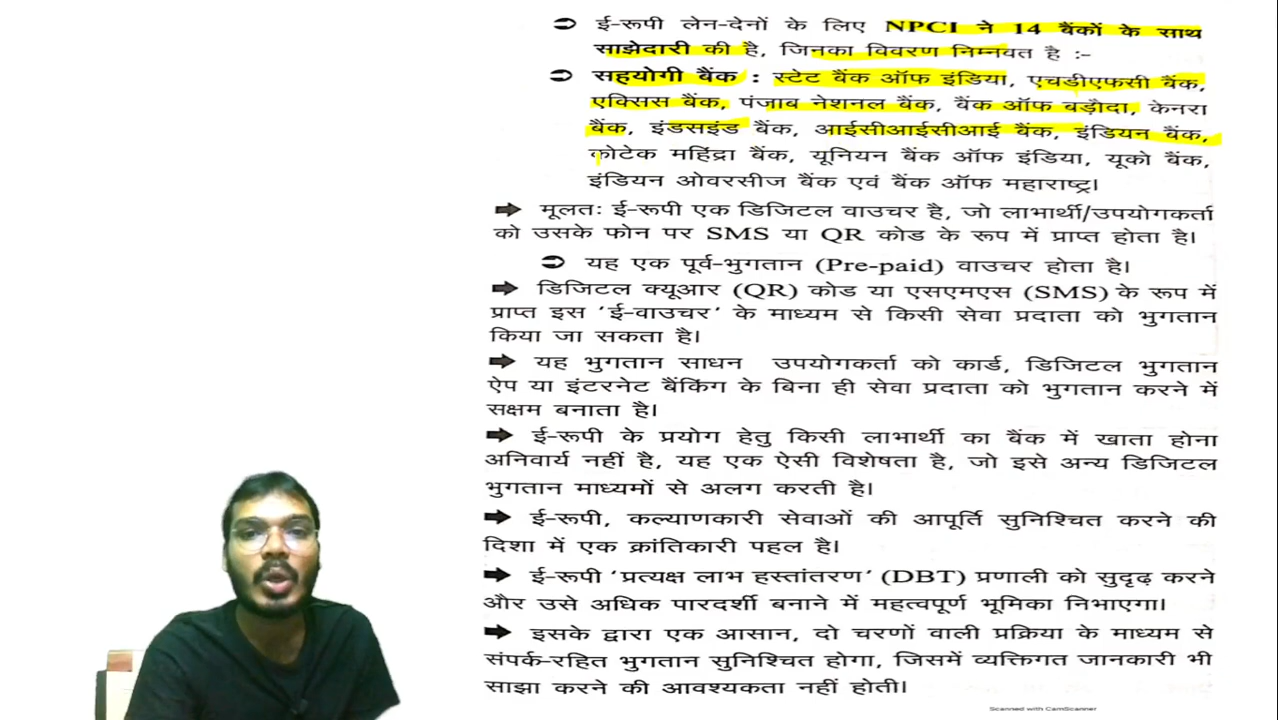 ई-रूपी लेन-देनों के लिए NPCI ने 14 बैंकों के साथ
साझेदारी की है, जिनका विवरण निम्नवत है :-
सहयोगी बैंक : स्टेट बैंक ऑफ इंडिया, एचडीएफसी बैंक,
एक्सिस बैंक, पंजाब नेशनल बैंक, बैंक ऑफ बड़ौदा, केनरा
बैंक, इंडसइंड बैंक, आईसीआईसीआई बैंक, इंडियन बैंक,
कोटेक महिंद्रा बैंक, यूनियन बैंक ऑफ इंडिया, यूको बैंक,
इंडियन ओवरसीज बैंक एवं बैंक ऑफ महाराष्ट्र।
मूलतः ई-रूपी एक डिजिटल वाउचर है, जो लाभार्थी/उपयोगकर्ता
को उसके फोन पर SMS या QR कोड के रूप में प्राप्त होता है।
यह एक पूर्व-भुगतान (Pre-paid) वाउचर होता है।
डिजिटल क्यूआर (QR) कोड या एसएमएस (SMS) के रूप में
प्राप्त इस 'ई-वाउचर' के माध्यम से किसी सेवा प्रदाता को भुगतान
किया जा सकता है।
यह भुगतान साधन उपयोगकर्ता को कार्ड, डिजिटल भुगतान
ऐप या इंटरनेट बैंकिंग के बिना ही सेवा प्रदाता को भुगतान करने में
सक्षम बनाता है।
ई-रूपी के प्रयोग हेतु किसी लाभार्थी का बैंक में खाता होना
अनिवार्य नहीं है, यह एक ऐसी विशेषता है, जो इसे अन्य डिजिटल
भुगतान माध्यमों से अलग करती है।
ई-रूपी, कल्याणकारी सेवाओं की आपूर्ति सुनिश्चित करने की
दिशा में एक क्रांतिकारी पहल है।
ई-रूपी 'प्रत्यक्ष लाभ हस्तांतरण' (DBT) प्रणाली को सुदृढ़ करने
और उसे अधिक पारदर्शी बनाने में महत्वपूर्ण भूमिका निभाएगा।
इसके द्वारा एक आसान, दो चरणों वाली प्रक्रिया के माध्यम से
संपर्क-रहित भुगतान सुनिश्चित होगा, जिसमें व्यक्तिगत जानकारी भी
साझा करने की आवश्यकता नहीं होती।
Scanned with CamScanner